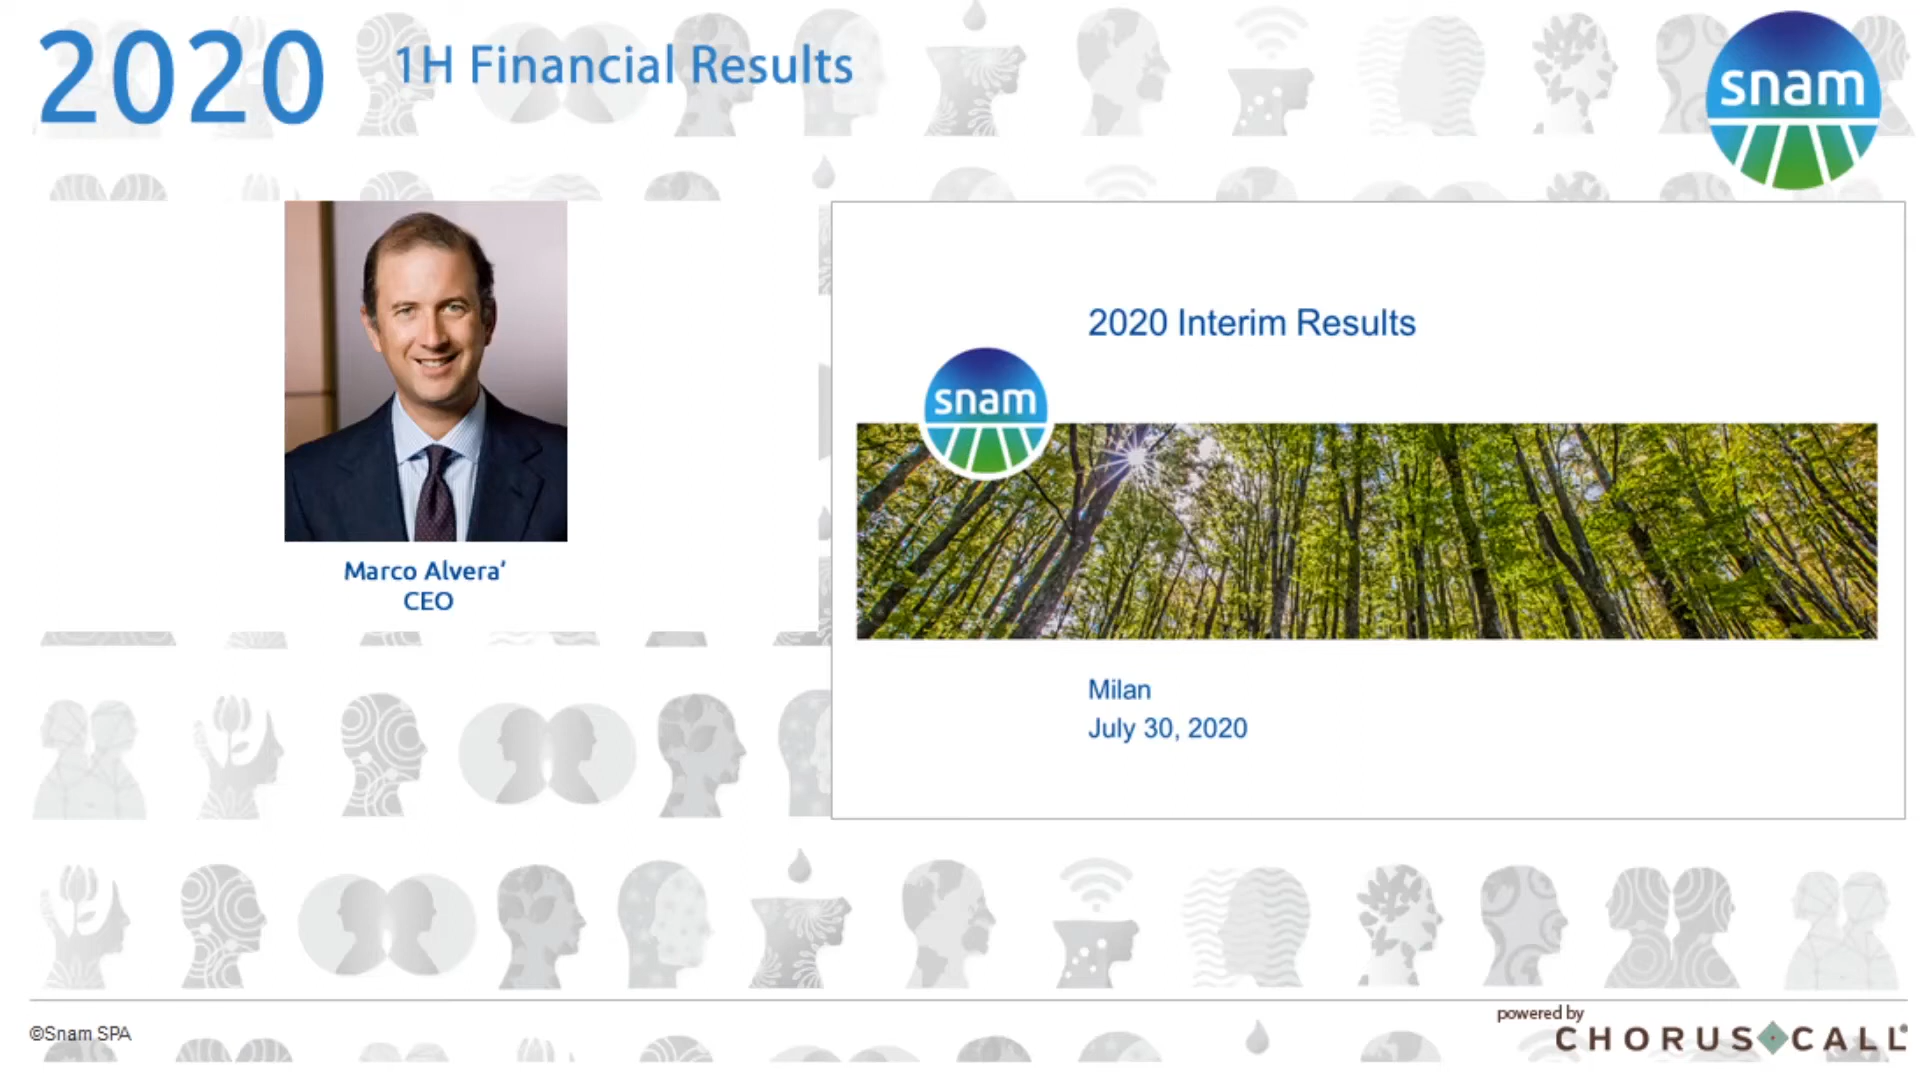 2020
1H Financial Results
snam
Marco Alvera’
CEO
2020 Interim Results
snam
Milan
July 30, 2020
©Snam SPA
powered by
CHORUS CALL®